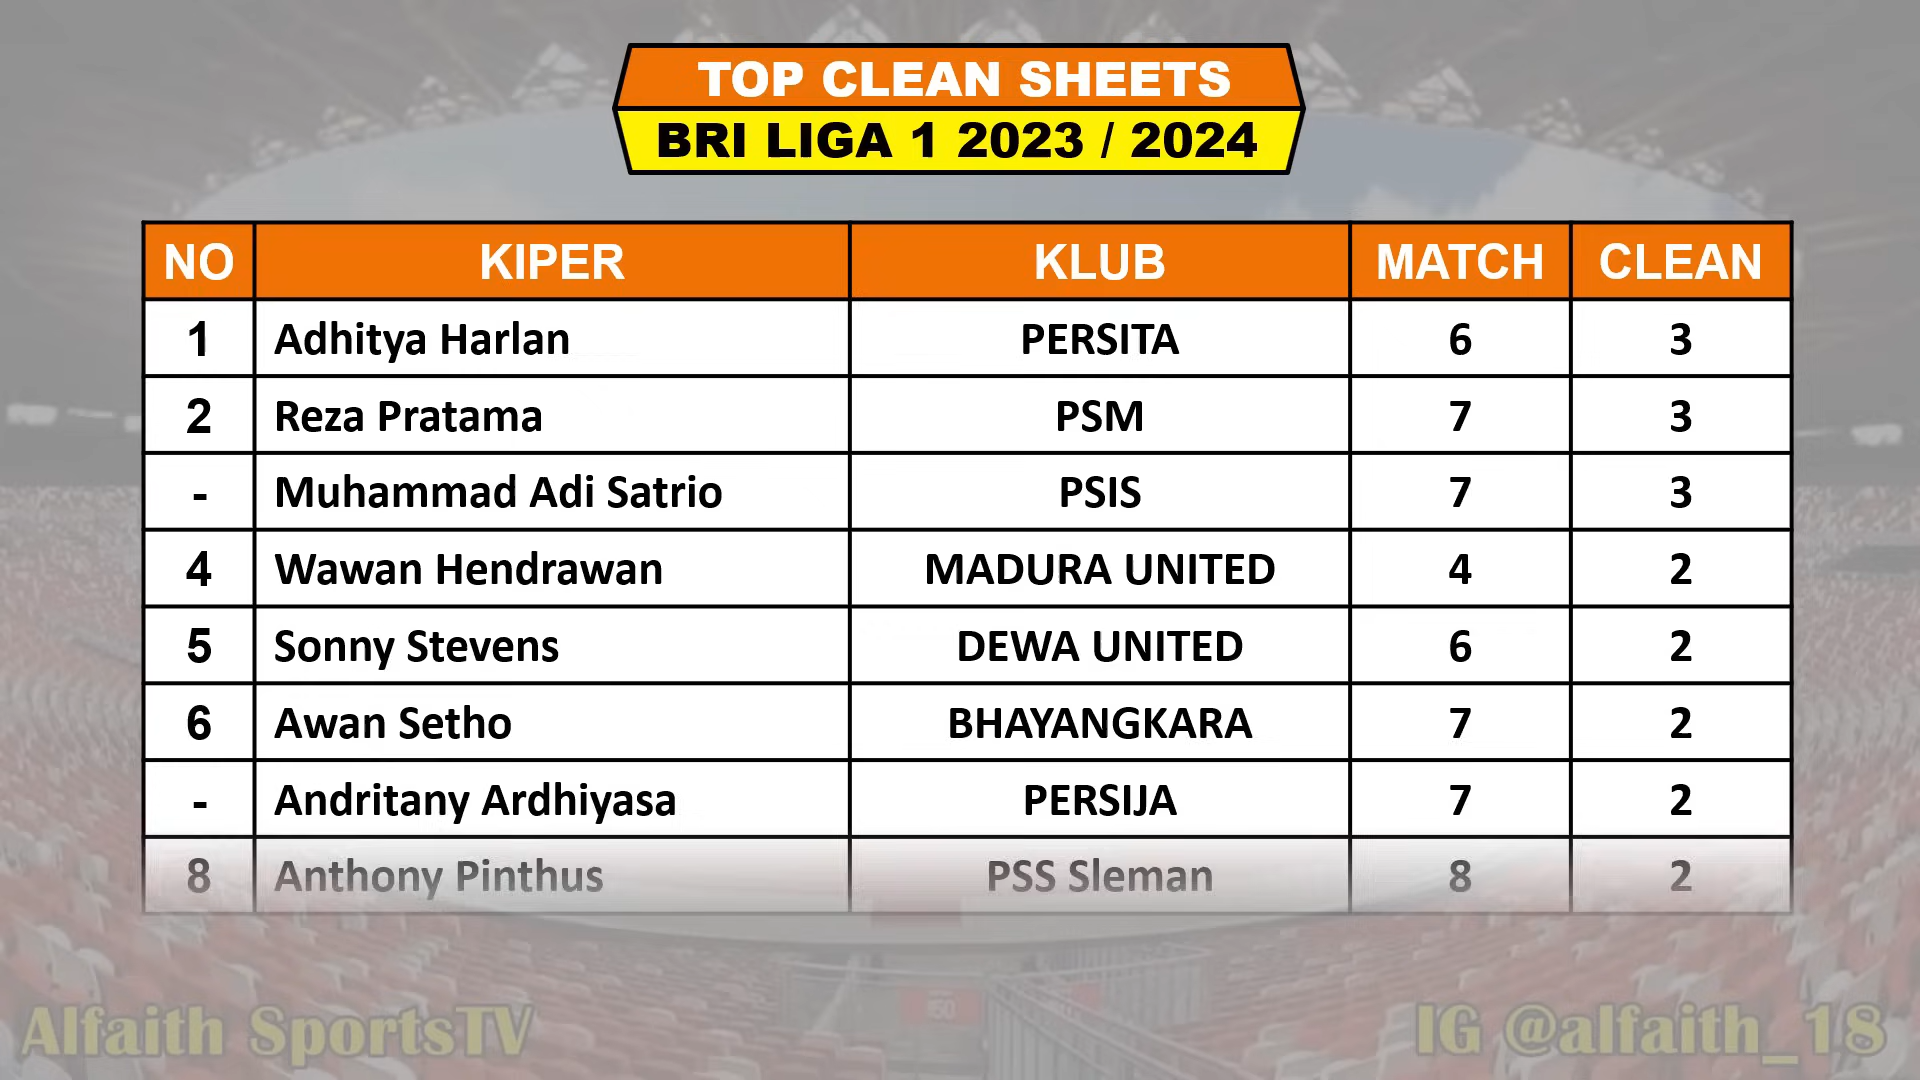 TOP CLEAN SHEETS
BRI LIGA 1 2023 / 2024
NO KIPER KLUB MATCH CLEAN
1 Adhitya Harlan PERSITA 6 3
2 Reza Pratama PSM 7 3
- Muhammad Adi Satrio PSIS 7 3
4 Wawan Hendrawan MADURA UNITED 4 2
5 Sonny Stevens DEWA UNITED 6 2
6 Awan Setho BHAYANGKARA 7 2
- Andritany Ardhiyasa PERSIJA 7 2
8 Anthony Pinthus PSS Sleman 8 2
Alfaith SportsTV IG @alfaith_18